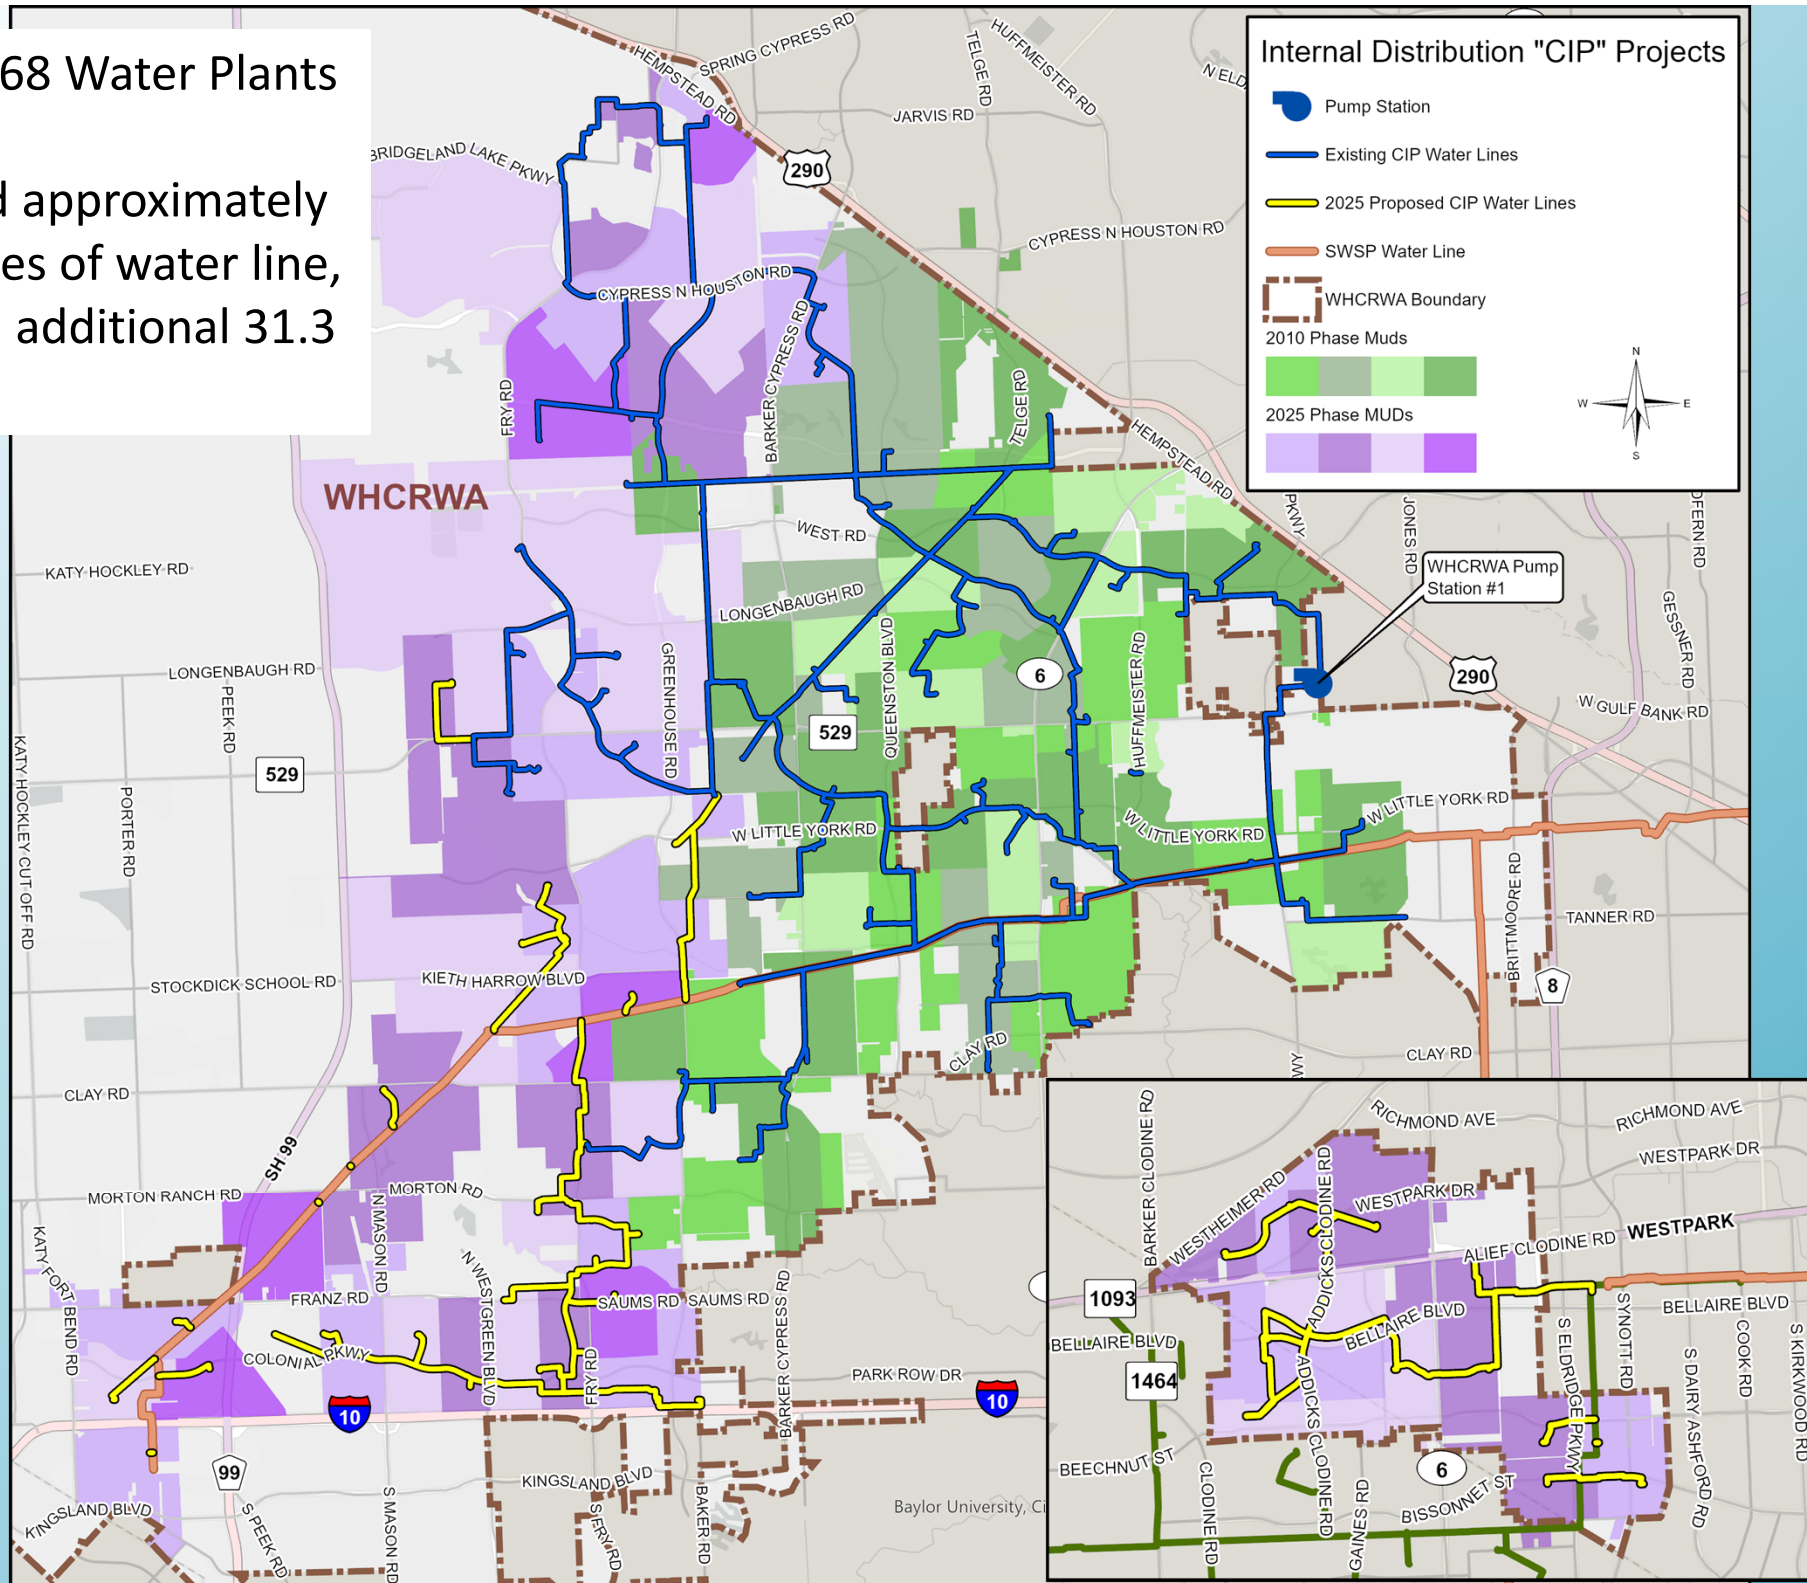 68 Water Plants
d approximately
es of water line,
additional 31.3
Internal Distribution "CIP" Projects
Pump Station
Existing CIP Water Lines
2025 Proposed CIP Water Lines
SWSP Water Line
WHCRWA Boundary
2010 Phase Muds
2025 Phase MUDs
N
W
E
S
SPRING CYPRESS RD
HEMPSTEAD RD
TELGE RD
HUFFMEISTER RD
JARVIS RD
BRIDGELAND LAKE PKWY
290
CYPRESS N HOUSTON RD
CYPRESS N HOUSTON RD
BARKER CYPRESS RD
FRY RD
TELGE RD
HEMPSTEAD RD
PKWY
JONES RD
WHCRWA
WEST RD
WHCRWA Pump
Station #1
KATY HOCKLEY RD
LONGENBAUGH RD
QUEENSTON BLVD
GESSNER RD
LONGENBAUGH RD
PEEK RD
GREENHOUSE RD
6
HUFFMEISTER RD
290
W GULF BANK RD
529
529
KATY HOCKLEY CUT OFF RD
PORTER RD
W LITTLE YORK RD
W LITTLE YORK RD
W LITTLE YORK RD
BRITTMOORE RD
TANNER RD
STOCKDICK SCHOOL RD
KIETH HARROW BLVD
8
CLAY RD
CLAY RD
CLAY RD
WY
SH 99
MORTON RANCH RD
MORTON RD
N MASON RD
KATY FORT BEND RD
N WESTGREEN BLVD
FRANZ RD
SAUMS RD
SAUMS RD
BARKER CYPRESS RD
COLONIAL PKWY
FRY RD
PARK ROW DR
10
10
99
KINGSLAND BLVD
KINGSLAND BLVD
S PEEK RD
S MASON RD
S FRY RD
BAKER RD
Baylor University, Ci
RICHMOND AVE
RICHMOND AVE
BARKER CLODINE RD
WESTHEIMER RD
ADDICKS CLODINE RD
WESTPARK DR
WESTPARK DR
ALIEF CLODINE RD
WESTPARK
1093
BELLAIRE BLVD
BELLAIRE BLVD
BELLAIRE BLVD
1464
ADDICKS CLODINE RD
S ELDRIDGE PKWY
SYNOTT RD
COOK RD
S DAIRY ASHFORD RD
S KIRKWOOD RD
BEECHNUT ST
CLODINE RD
GAINES RD
6
BISSONNET ST